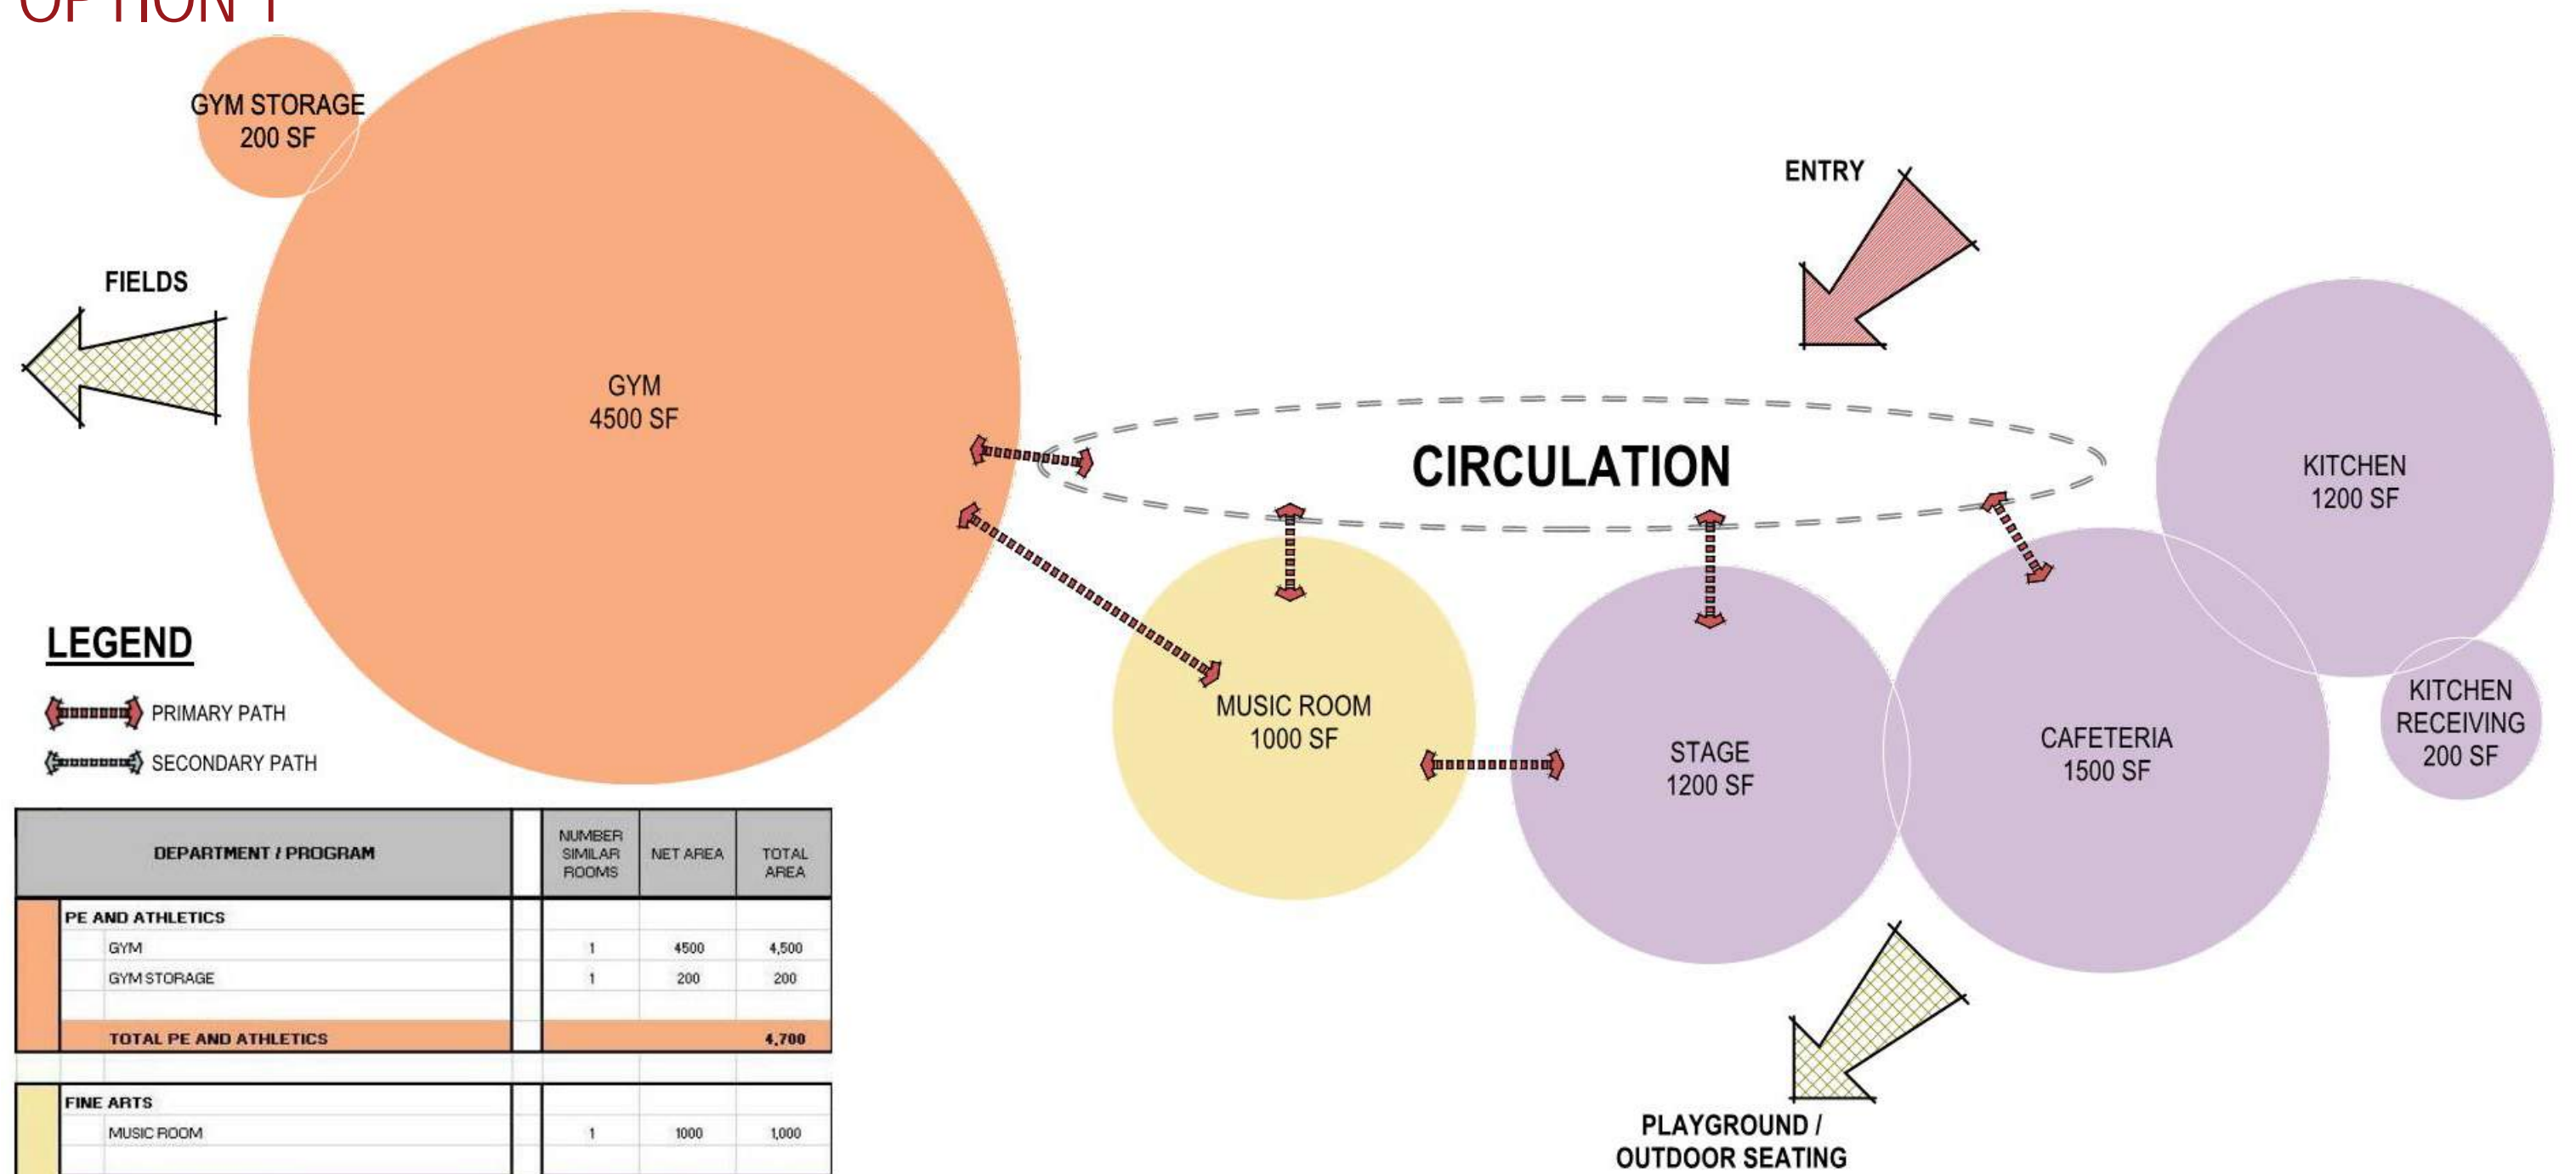 OPTION 1
GYM STORAGE
200 SF
ENTRY
FIELDS
GYM
4500 SF
CIRCULATION
KITCHEN
1200 SF
LEGEND
PRIMARY PATH
SECONDARY PATH
MUSIC ROOM
1000 SF
STAGE
1200 SF
CAFETERIA
1500 SF
KITCHEN
RECEIVING
200 SF
PLAYGROUND /
OUTDOOR SEATING
DEPARTMENT / PROGRAM NUMBER SIMILAR ROOMS NET AREA TOTAL AREA
PE AND ATHLETICS
GYM 1 4500 4,500
GYM STORAGE 1 200 200
TOTAL PE AND ATHLETICS 4,700
FINE ARTS
MUSIC ROOM 1 1000 1,000